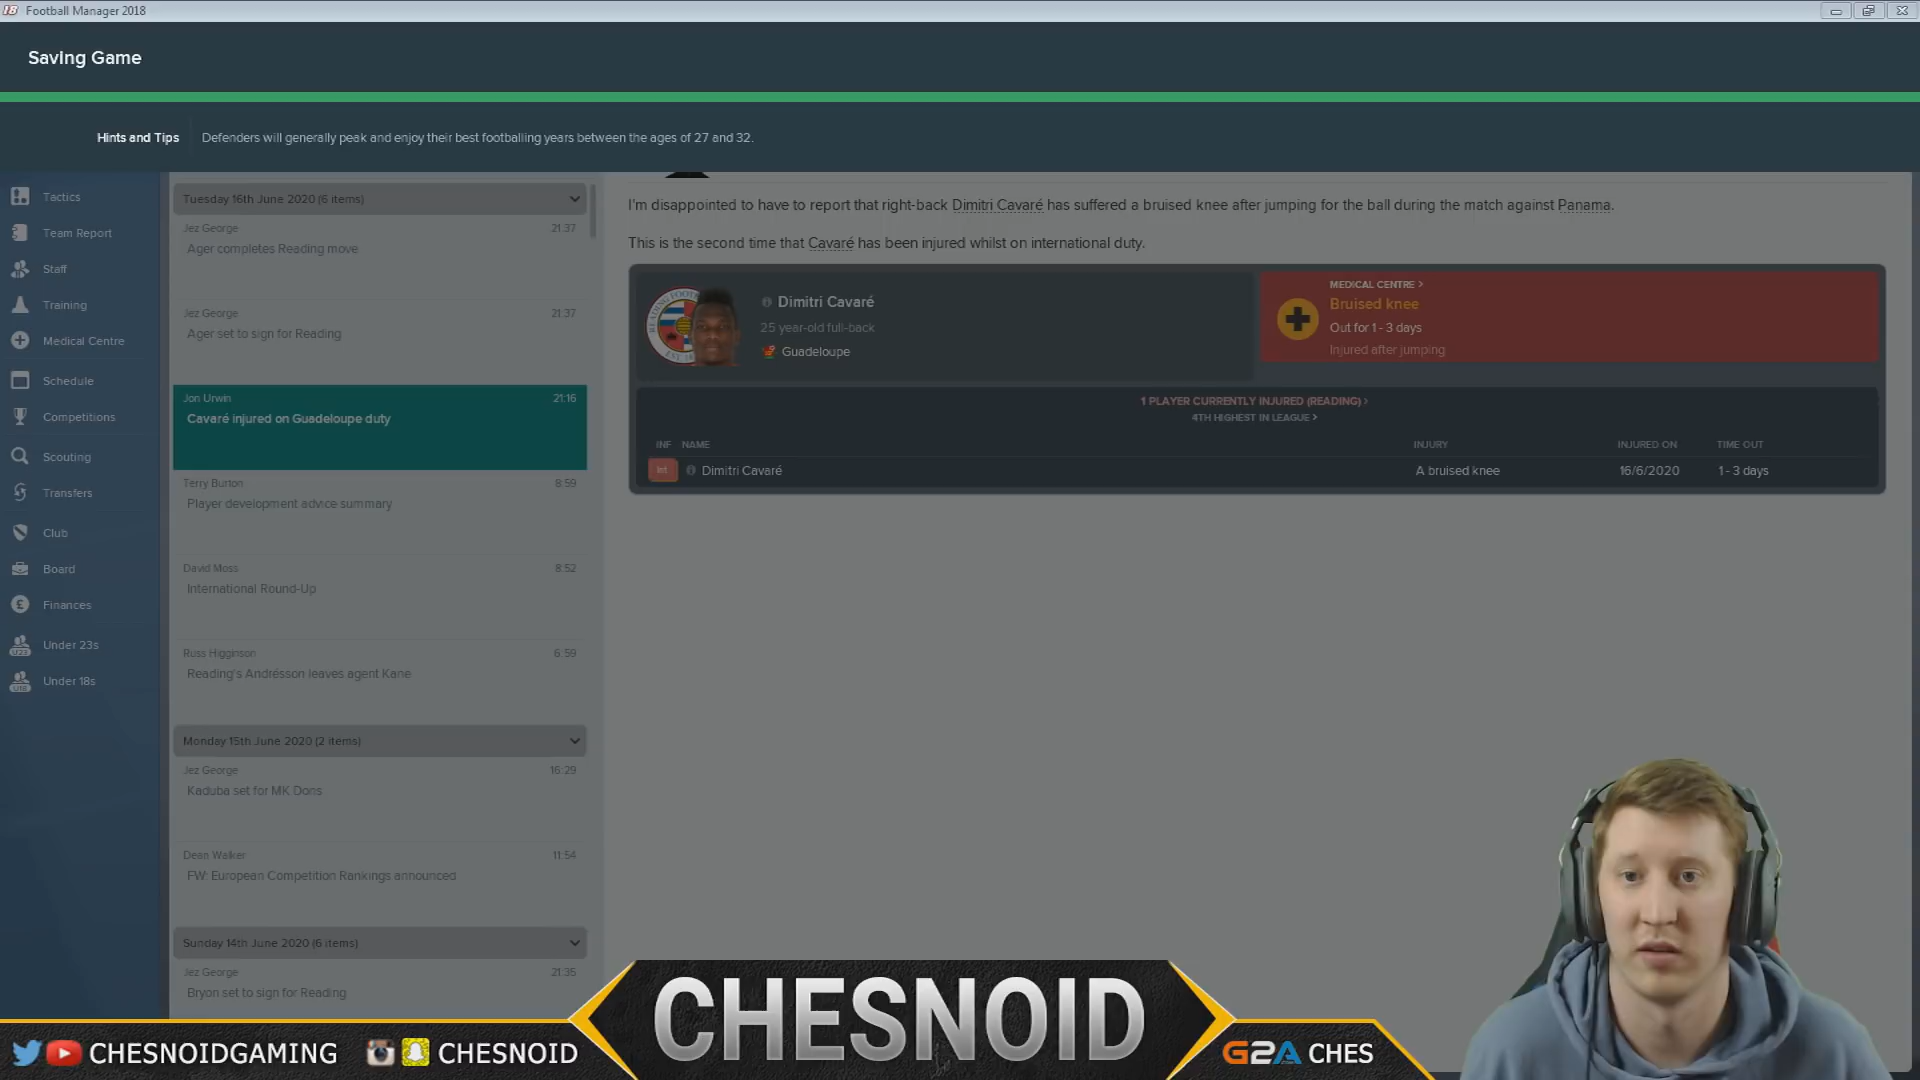 Football Manager 2018
Saving Game
Hints and Tips Defenders will generally peak and enjoy their best footballing years between the ages of 27 and 32.
Tactics
Team Report
Staff
Training
Medical Centre
Schedule
Competitions
Scouting
Transfers
Club
Board
Finances
Under 23s
Under 18s
Tuesday 16th June 2020 (6 items)
Jez George 21:37
Ager completes Reading move
Jez George 21:37
Ager set to sign for Reading
Jon Urwin 21:16
Cavaré injured on Guadeloupe duty
Terry Burton 8:59
Player development advice summary
David Moss 8:52
International Round-Up
Russ Higginson 6:59
Reading's Andrésson leaves agent Kane
Monday 15th June 2020 (2 items)
Jez George 16:29
Kaduba set for MK Dons
Dean Walker 11:54
FW: European Competition Rankings announced
Sunday 14th June 2020 (6 items)
Jez George 21:35
Bryon set to sign for Reading
I'm disappointed to have to report that right-back Dimitri Cavaré has suffered a bruised knee after jumping for the ball during the match against Panama.
This is the second time that Cavaré has been injured whilst on international duty.
Dimitri Cavaré
25 year-old full-back
Guadeloupe
MEDICAL CENTRE >
Bruised knee
Out for 1 - 3 days
Injured after jumping
1 PLAYER CURRENTLY INJURED (READING) >
4TH HIGHEST IN LEAGUE >
INF NAME INJURY INJURED ON TIME OUT
Int Dimitri Cavaré A bruised knee 16/6/2020 1 - 3 days
CHESNOIDGAMING CHESNOID
CHESNOID
G2A CHES